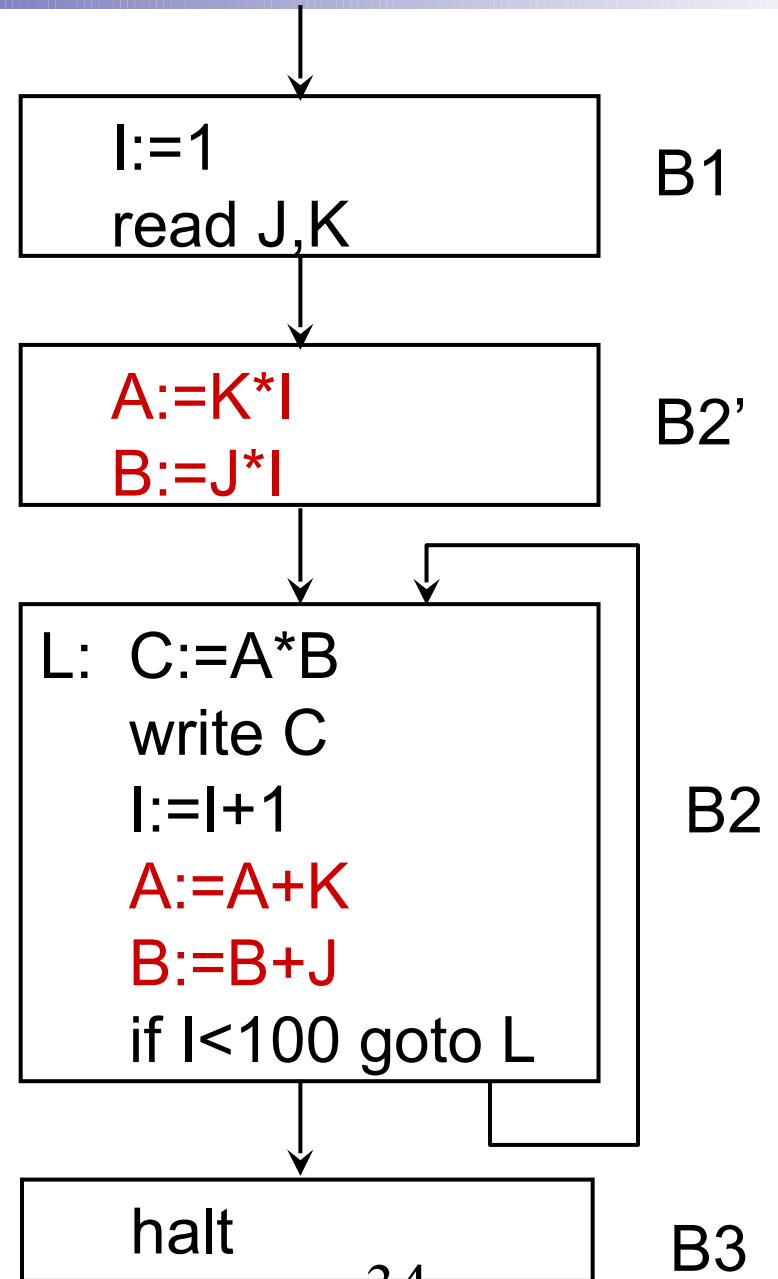 I:=1
read J,K
B1
A:=K*I
B:=J*I
B2’
L: C:=A*B
write C
I:=I+1
A:=A+K
B:=B+J
if I<100 goto L
B2
halt
B3